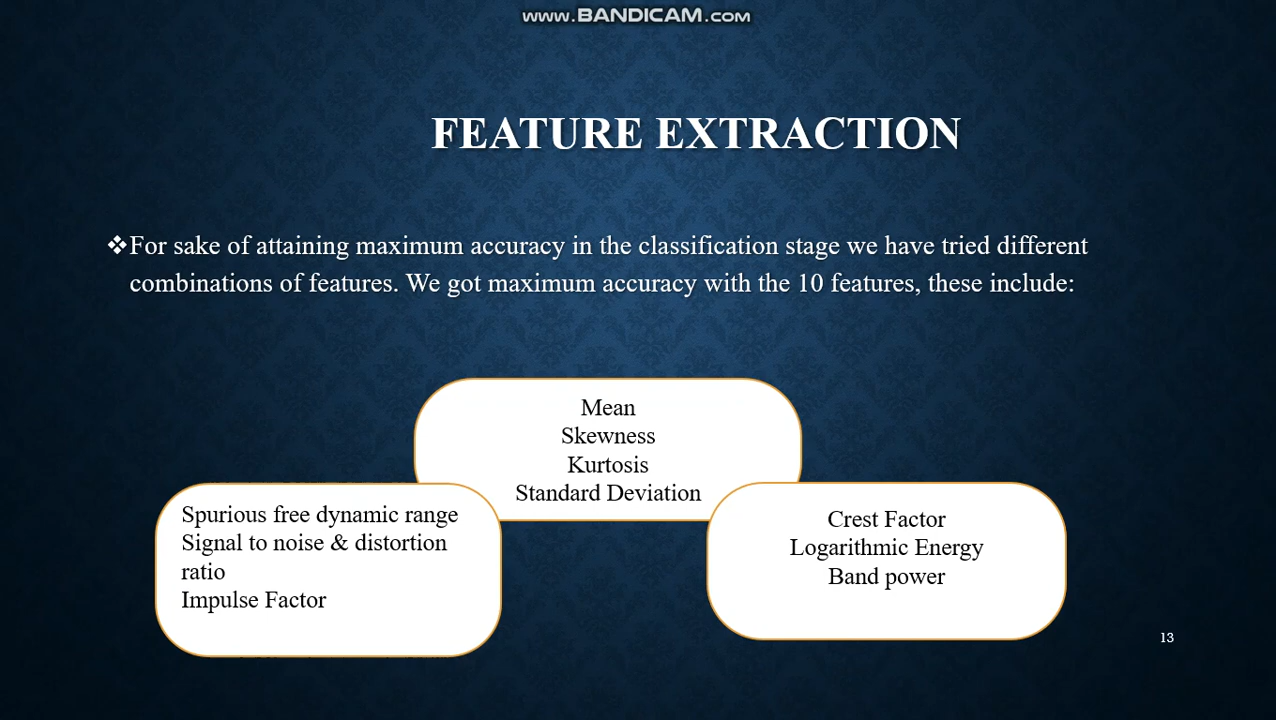 www.BANDICAM.com
FEATURE EXTRACTION
❖For sake of attaining maximum accuracy in the classification stage we have tried different
combinations of features. We got maximum accuracy with the 10 features, these include:
Mean
Skewness
Kurtosis
Standard Deviation
Spurious free dynamic range
Signal to noise & distortion
ratio
Impulse Factor
Crest Factor
Logarithmic Energy
Band power
13